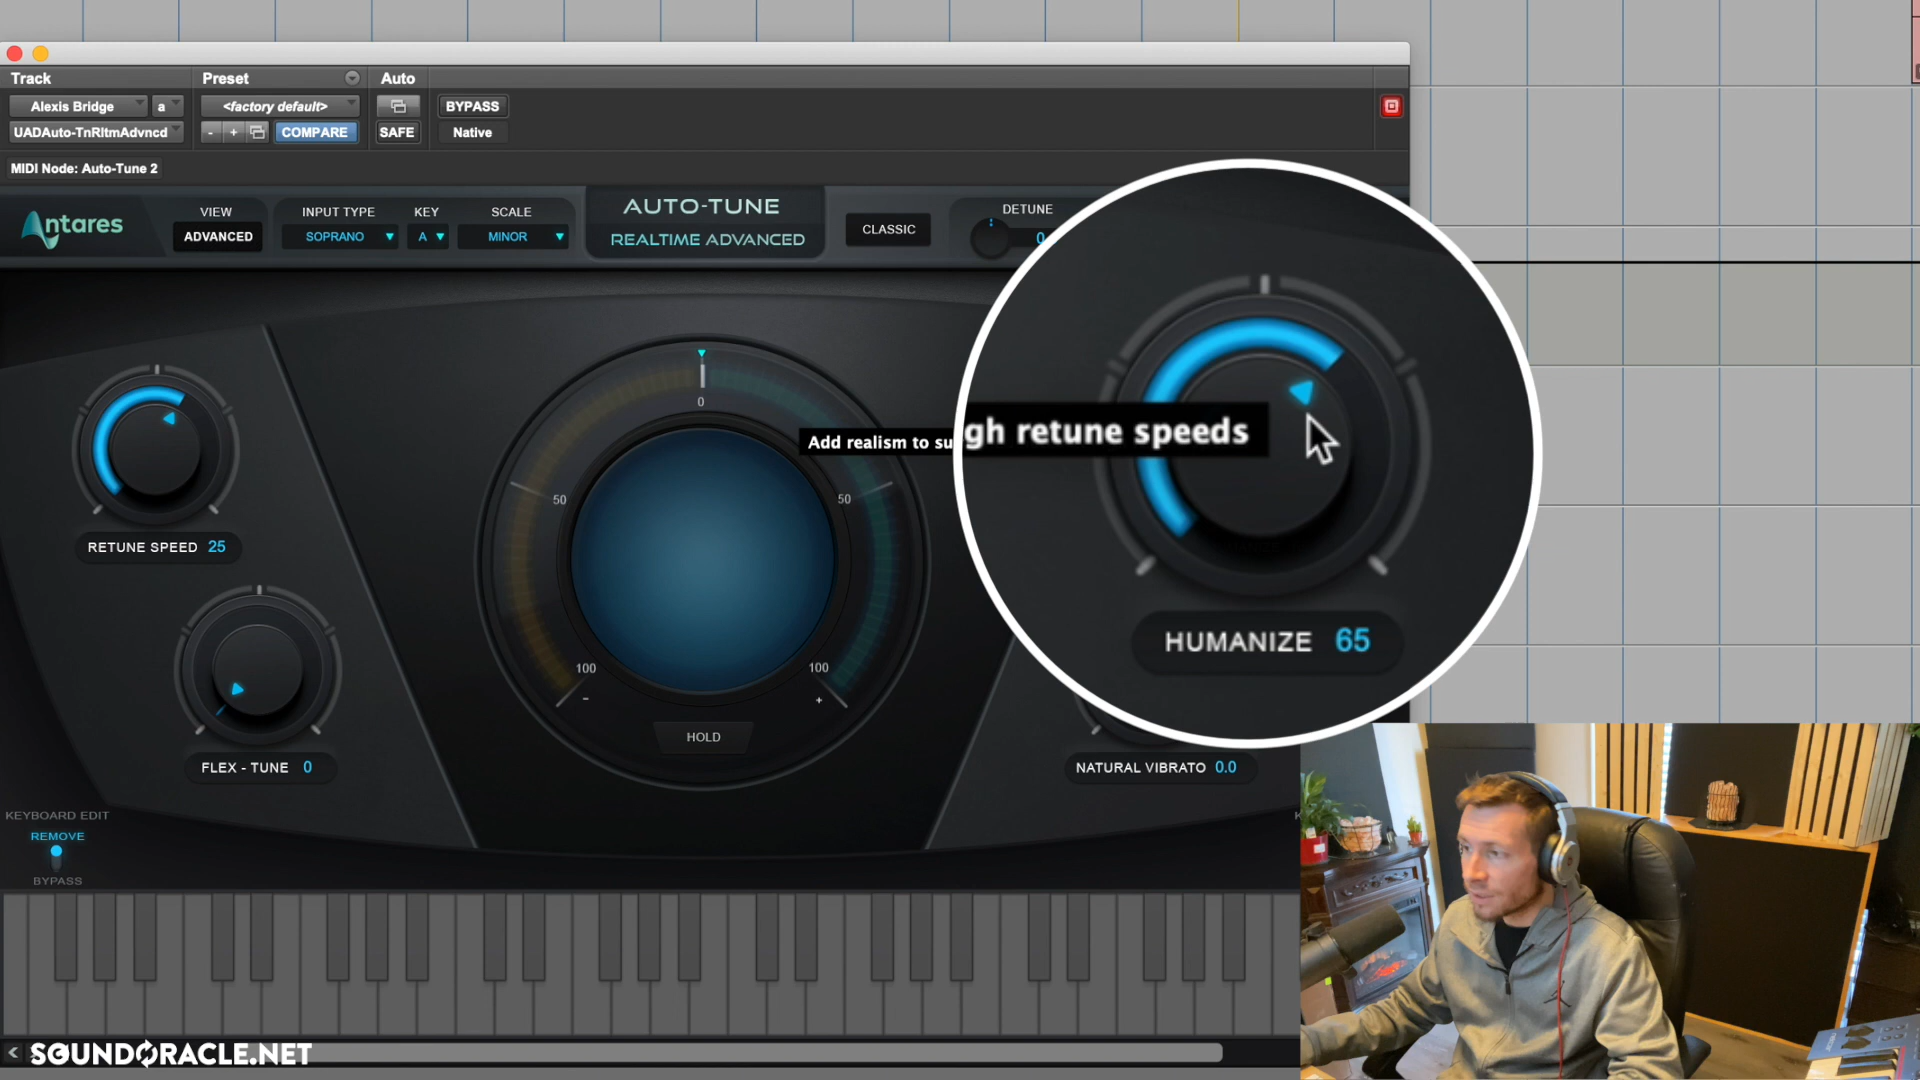 Track
Preset
Auto
Alexis Bridge
a
<factory default>
BYPASS
UADAuto-TnRltmAdvncd
-
+
COMPARE
SAFE
Native
MIDI Node: Auto-Tune 2
Antares
VIEW
ADVANCED
INPUT TYPE
SOPRANO
KEY
A
SCALE
MINOR
AUTO-TUNE
REALTIME ADVANCED
CLASSIC
DETUNE
0
0
Add realism to su
gh retune speeds
50
50
RETUNE SPEED 25
HUMANIZE 65
100
100
-
+
HOLD
FLEX - TUNE 0
NATURAL VIBRATO 0.0
KEYBOARD EDIT
REMOVE
BYPASS
SOUNDORACLE.NET